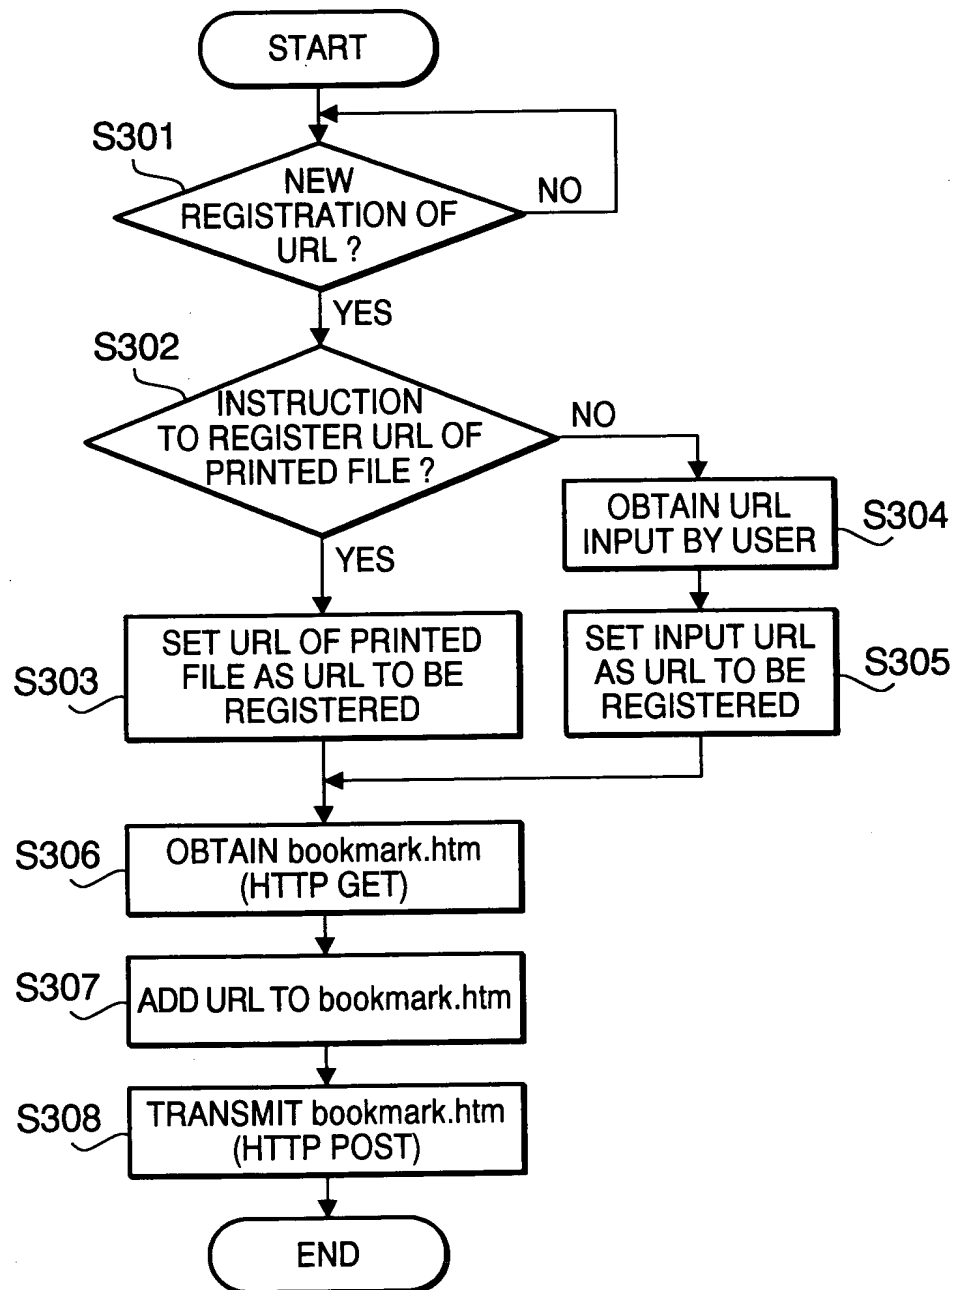 START
S301
NEW
REGISTRATION OF
URL ?
NO
YES
S302
INSTRUCTION
TO REGISTER URL OF
PRINTED FILE ?
NO
YES
OBTAIN URL
INPUT BY USER
S304
S303
SET URL OF PRINTED
FILE AS URL TO BE
REGISTERED
SET INPUT URL
AS URL TO BE
REGISTERED
S305
S306
OBTAIN bookmark.htm
(HTTP GET)
S307
ADD URL TO bookmark.htm
S308
TRANSMIT bookmark.htm
(HTTP POST)
END